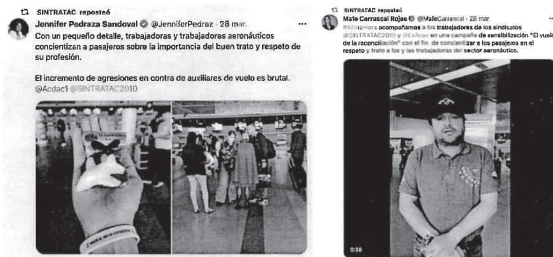 SINTRATAC reposteó
Jennifer Pedraza Sandoval @JenniferPedraz · 28 mar.
Con un pequeño detalle, trabajadoras y trabajadores aeronáuticos
concientizan a pasajeros sobre la importancia del buen trato y respeto de
su profesión.
El incremento de agresiones en contra de auxiliares de vuelo es brutal.
@Acdac1 @SINTRATAC2010
SINTRATAC reposteó
Mafe Carrascal Rojas @MafeCarrascal · 28 mar
acompañamos a los trabajadores de los sindicatos
@SINTRATAC2010 y en una campaña de sensibilización "El vuelo
de la reconciliación" con el fin de concientizar a los pasajeros en el
respeto y trato a los y las trabajadores del sector aeronáutico.
0:36